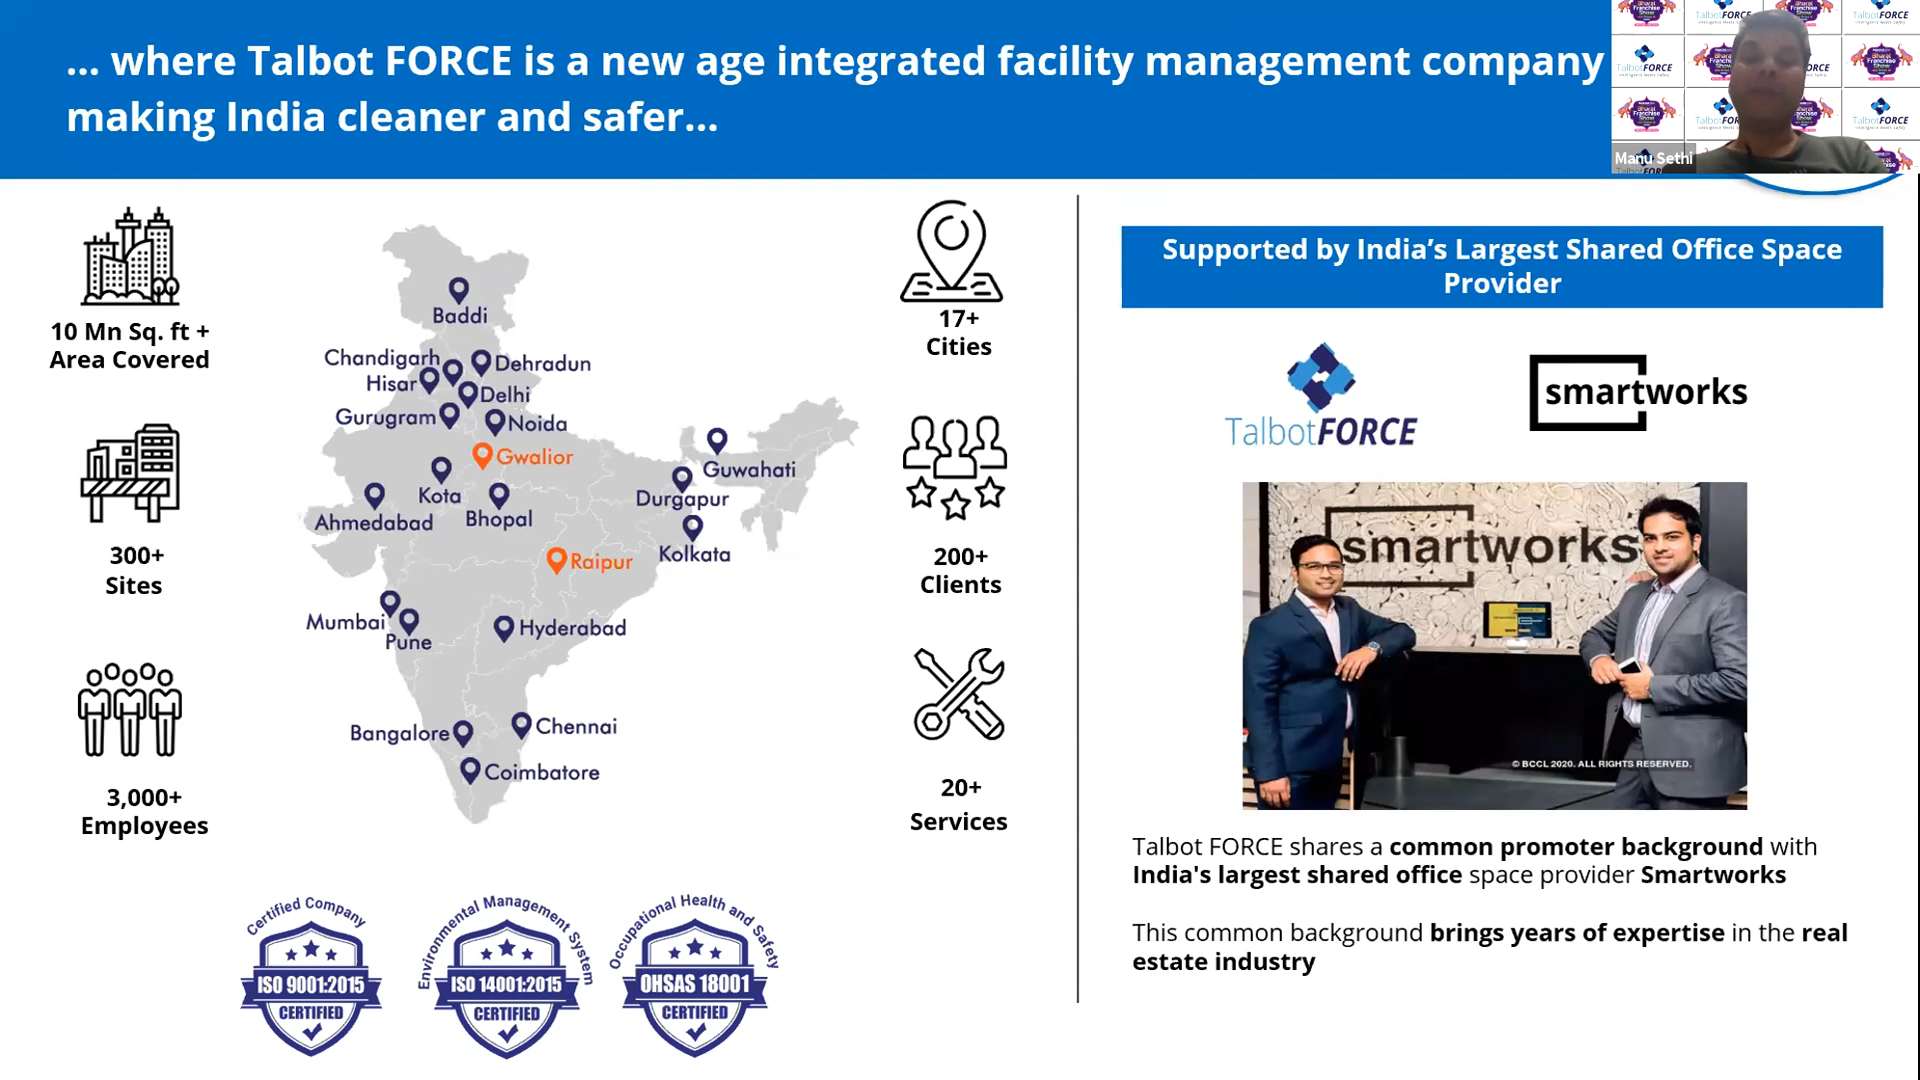 ... where Talbot FORCE is a new age integrated facility management company
making India cleaner and safer...
Manu Sethi
10 Mn Sq. ft +
Area Covered
300+
Sites
3,000+
Employees
Baddi
Chandigarh
Dehradun
Hisar
Delhi
Gurugram
Noida
Gwalior
Guwahati
Kota
Durgapur
Ahmedabad
Bhopal
Kolkata
Raipur
Mumbai
Pune
Hyderabad
Bangalore
Chennai
Coimbatore
17+
Cities
200+
Clients
20+
Services
Certified Company
ISO 9001:2015
CERTIFIED
Environmental Management System
ISO 14001:2015
CERTIFIED
Occupational Health and Safety
OHSAS 18001
CERTIFIED
Supported by India’s Largest Shared Office Space
Provider
TalbotFORCE
smartworks
smartworks
© BCCL 2020. ALL RIGHTS RESERVED.
Talbot FORCE shares a common promoter background with
India's largest shared office space provider Smartworks
This common background brings years of expertise in the real
estate industry